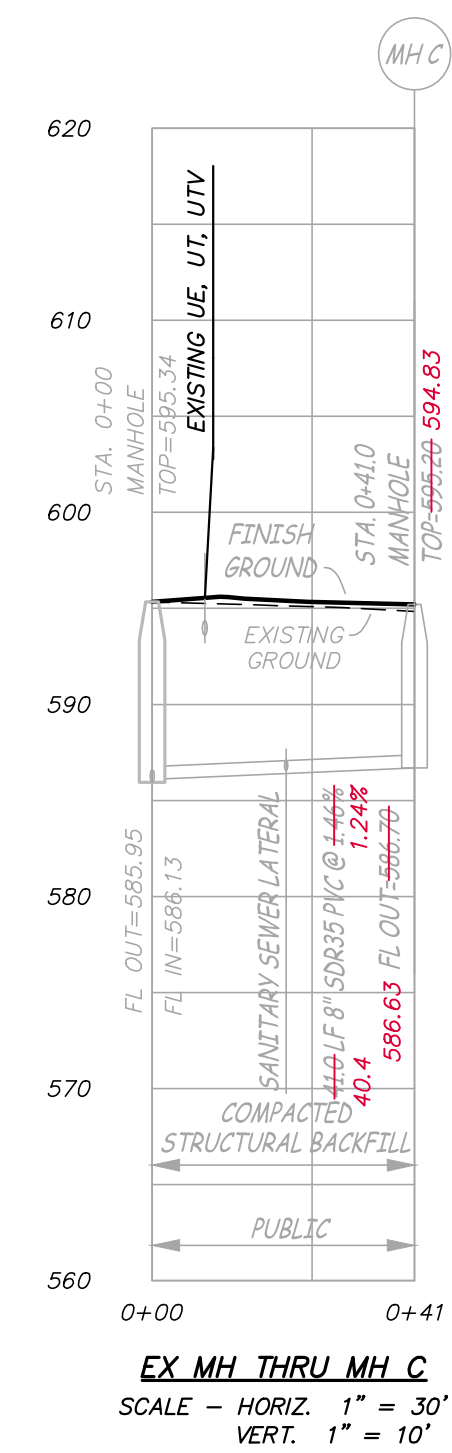 MH C
620
610
600
590
580
570
560
STA. 0+00
MANHOLE
TOP=595.34
EXISTING UE, UT, UTV
STA. 0+41.0
MANHOLE
TOP=595.20 594.83
FINISH
GROUND
EXISTING
GROUND
FL OUT=585.95
FL IN=586.13
SANITARY SEWER LATERAL
41.0 LF 8" SDR35 PVC @ 1.46%
40.4
1.24%
586.63 FL OUT=586.70
COMPACTED
STRUCTURAL BACKFILL
PUBLIC
0+00
0+41
EX MH THRU MH C
SCALE – HORIZ. 1" = 30'
VERT. 1" = 10'